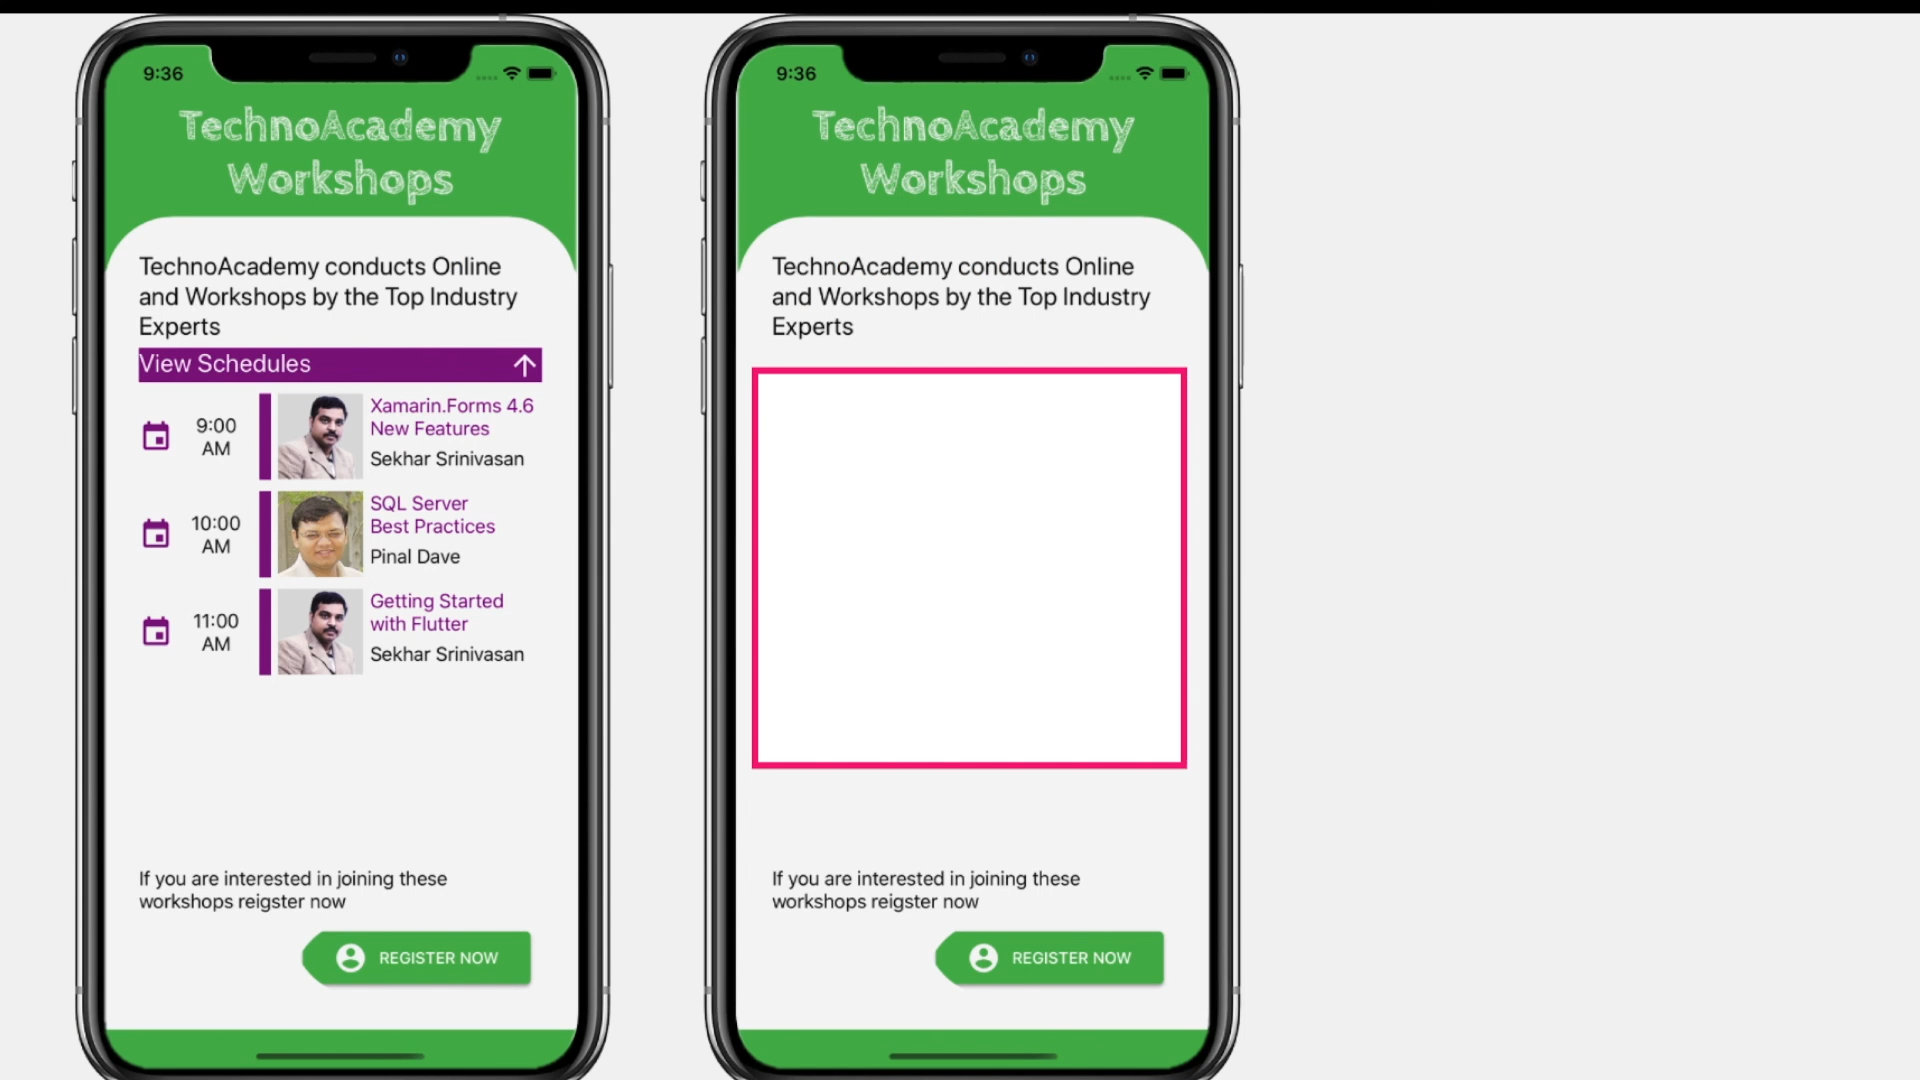 9:36
TechnoAcademy
Workshops
TechnoAcademy conducts Online
and Workshops by the Top Industry
Experts
View Schedules
9:00
AM
Xamarin.Forms 4.6
New Features
Sekhar Srinivasan
10:00
AM
SQL Server
Best Practices
Pinal Dave
11:00
AM
Getting Started
with Flutter
Sekhar Srinivasan
If you are interested in joining these
workshops reigster now
REGISTER NOW
9:36
TechnoAcademy
Workshops
TechnoAcademy conducts Online
and Workshops by the Top Industry
Experts
If you are interested in joining these
workshops reigster now
REGISTER NOW